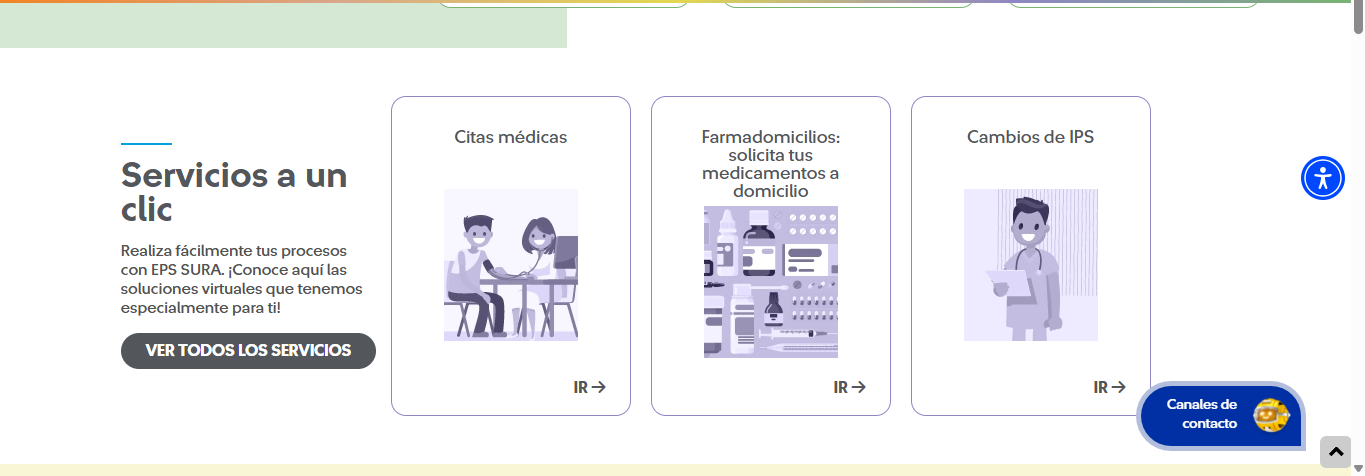 Servicios a un
clic
Realiza fácilmente tus procesos
con EPS SURA. ¡Conoce aquí las
soluciones virtuales que tenemos
especialmente para ti!
VER TODOS LOS SERVICIOS
Citas médicas
IR
Farmadomicilios:
solicita tus
medicamentos a
domicilio
IR
Cambios de IPS
IR
Canales de
contacto